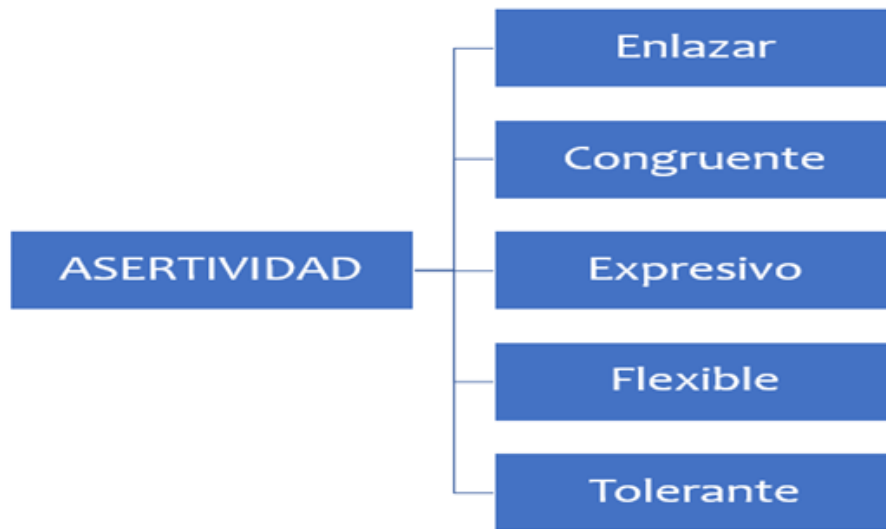 ASERTIVIDAD
Enlazar
Congruente
Expresivo
Flexible
Tolerante